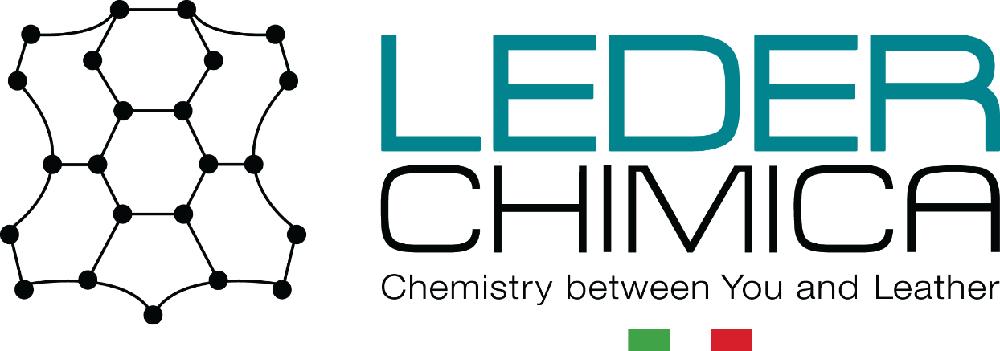 LEDER
CHIMICA
Chemistry between You and Leather